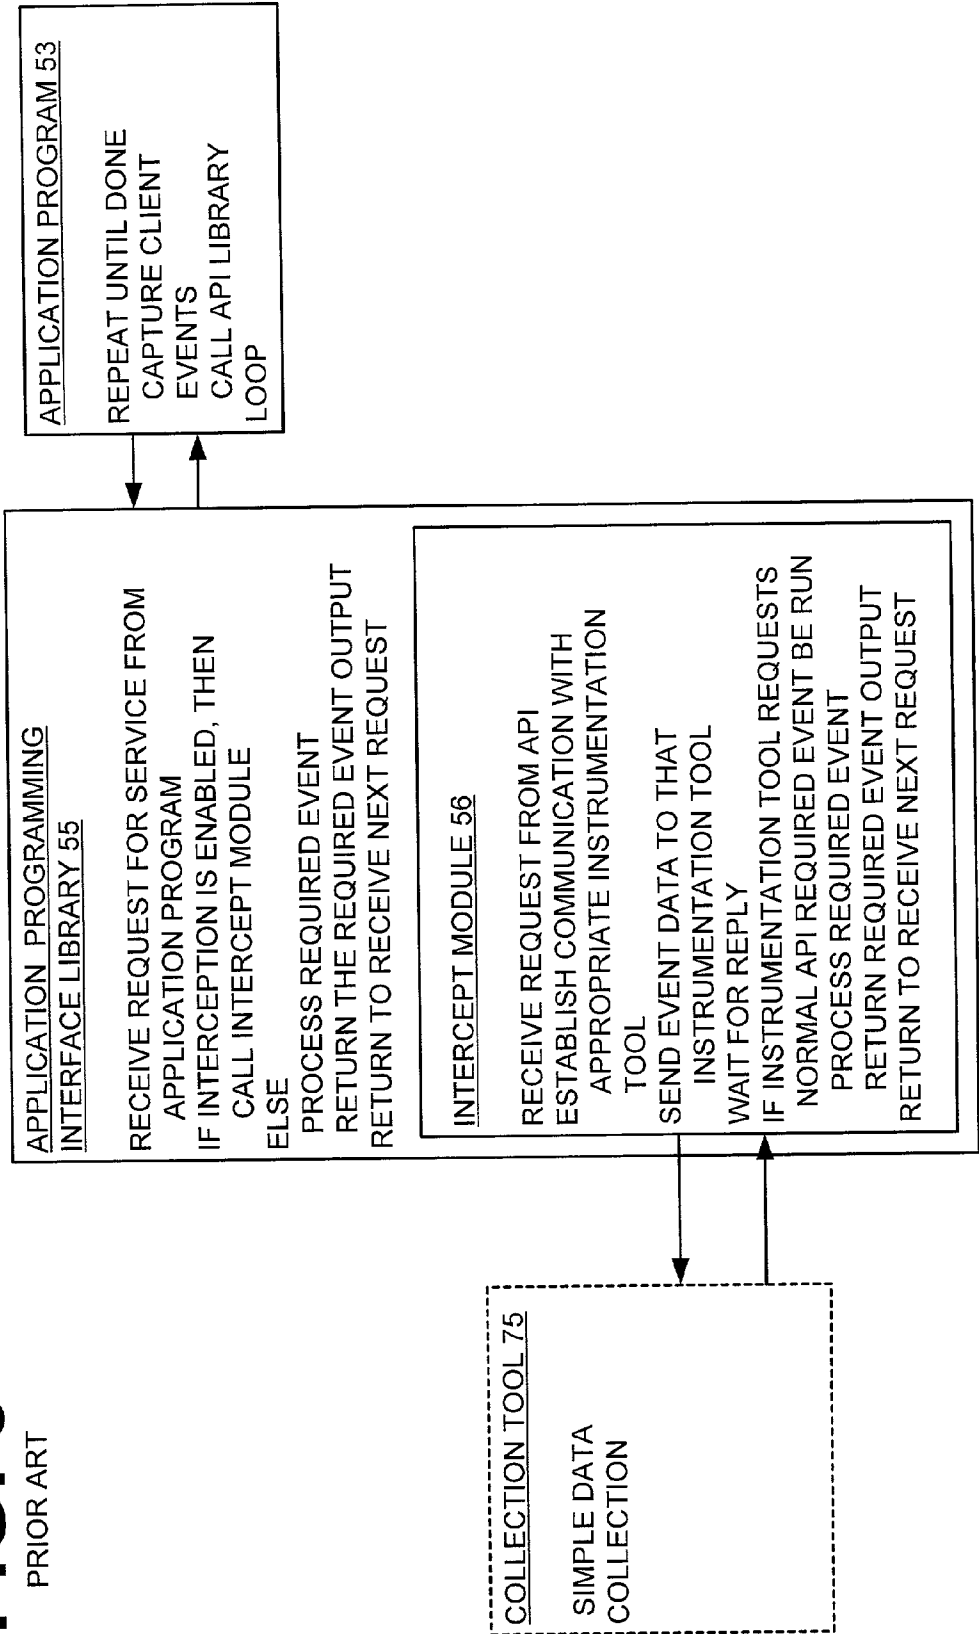 PRIOR ART
COLLECTION TOOL 75
SIMPLE DATA
COLLECTION
APPLICATION PROGRAMMING
INTERFACE LIBRARY 55
RECEIVE REQUEST FOR SERVICE FROM
APPLICATION PROGRAM
IF INTERCEPTION IS ENABLED, THEN
CALL INTERCEPT MODULE
ELSE
PROCESS REQUIRED EVENT
RETURN THE REQUIRED EVENT OUTPUT
RETURN TO RECEIVE NEXT REQUEST
INTERCEPT MODULE 56
RECEIVE REQUEST FROM API
ESTABLISH COMMUNICATION WITH
APPROPRIATE INSTRUMENTATION
TOOL
SEND EVENT DATA TO THAT
INSTRUMENTATION TOOL
WAIT FOR REPLY
IF INSTRUMENTATION TOOL REQUESTS
NORMAL API REQUIRED EVENT BE RUN
PROCESS REQUIRED EVENT
RETURN REQUIRED EVENT OUTPUT
RETURN TO RECEIVE NEXT REQUEST
APPLICATION PROGRAM 53
REPEAT UNTIL DONE
CAPTURE CLIENT
EVENTS
CALL API LIBRARY
LOOP